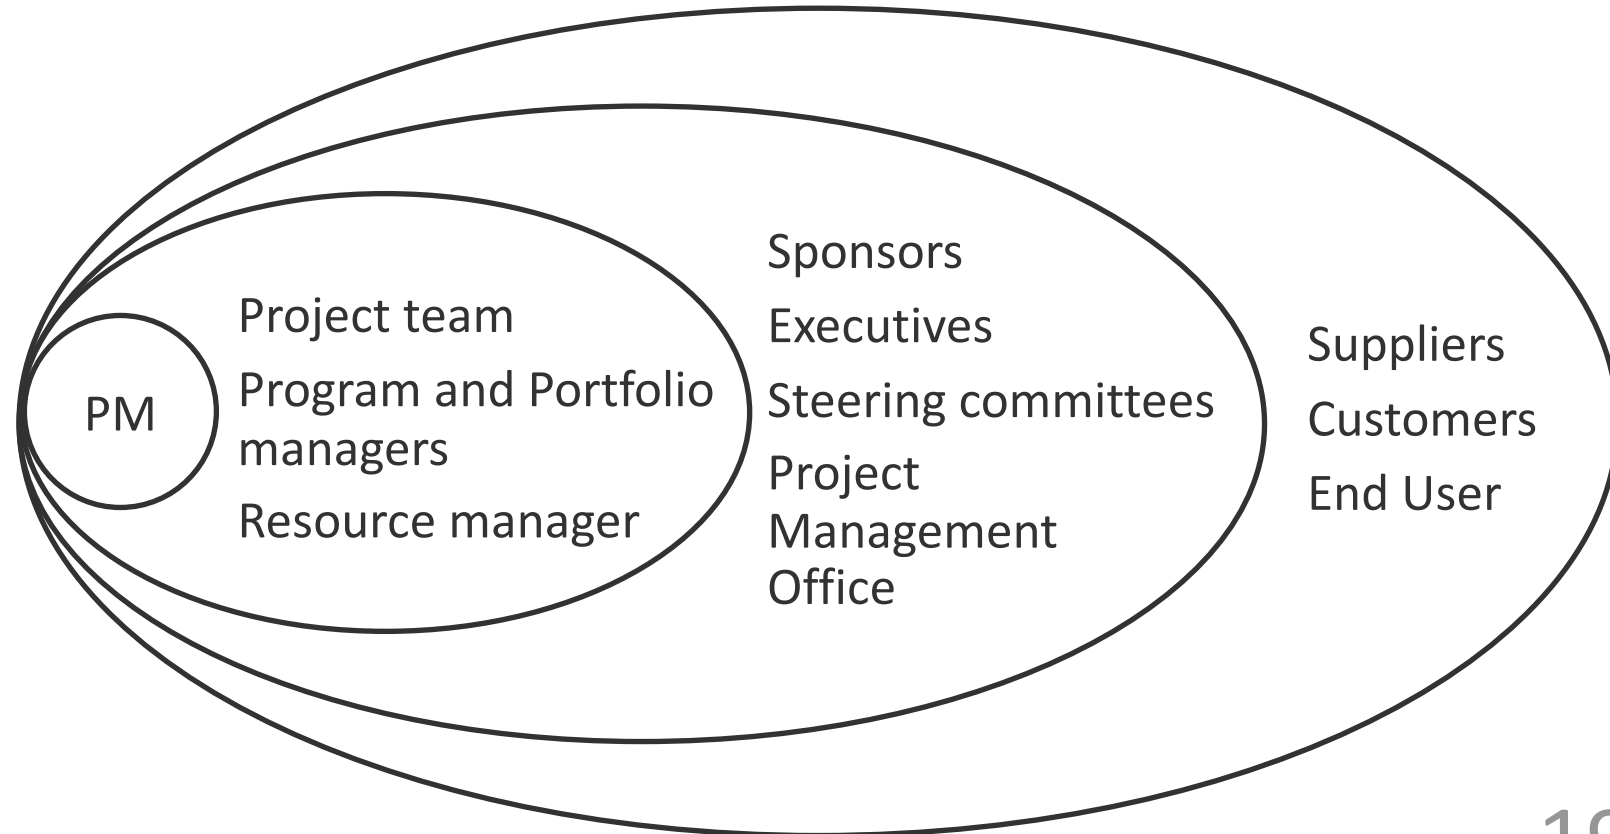 PM
Project team
Program and Portfolio
managers
Resource manager
Sponsors
Executives
Steering committees
Project
Management
Office
Suppliers
Customers
End User